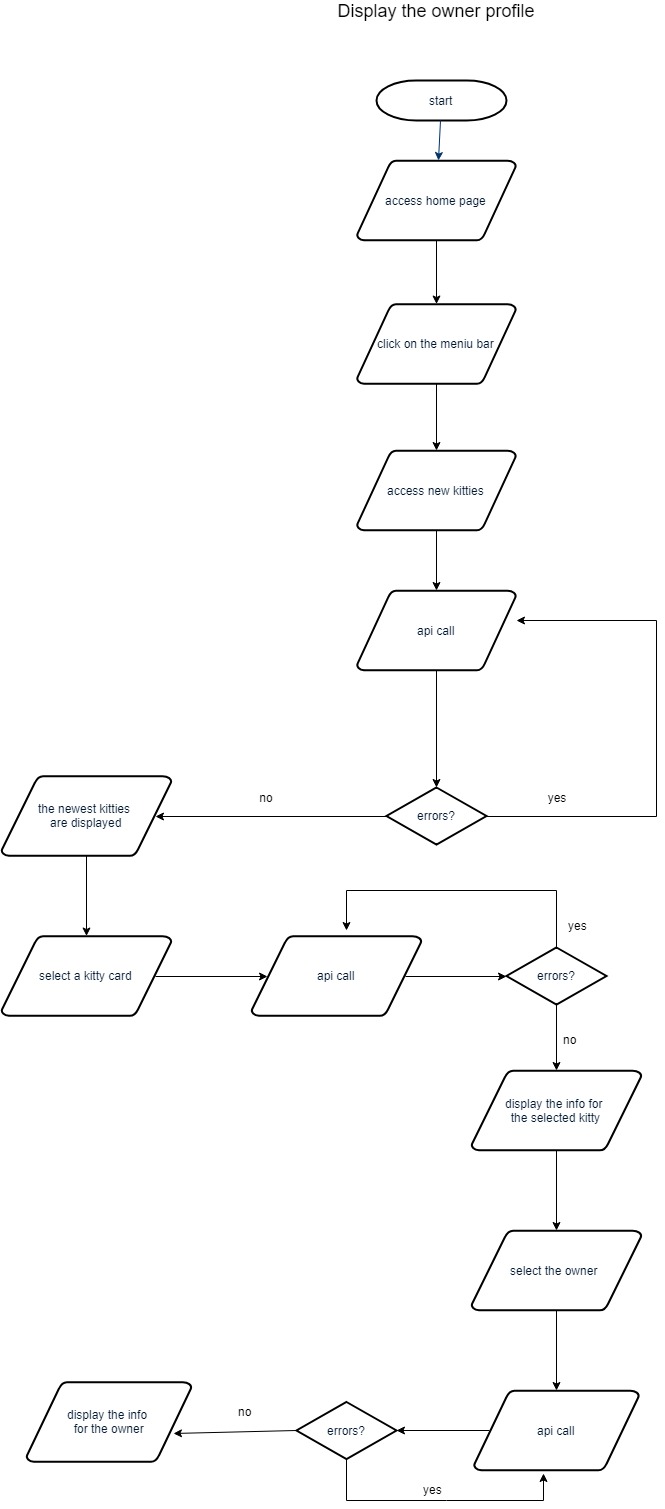 Display the owner profile
start
access home page
click on the meniu bar
access new kitties
api call
errors?
no
yes
the newest kitties
are displayed
select a kitty card
api call
errors?
yes
no
display the info for
the selected kitty
select the owner
api call
errors?
yes
no
display the info
for the owner